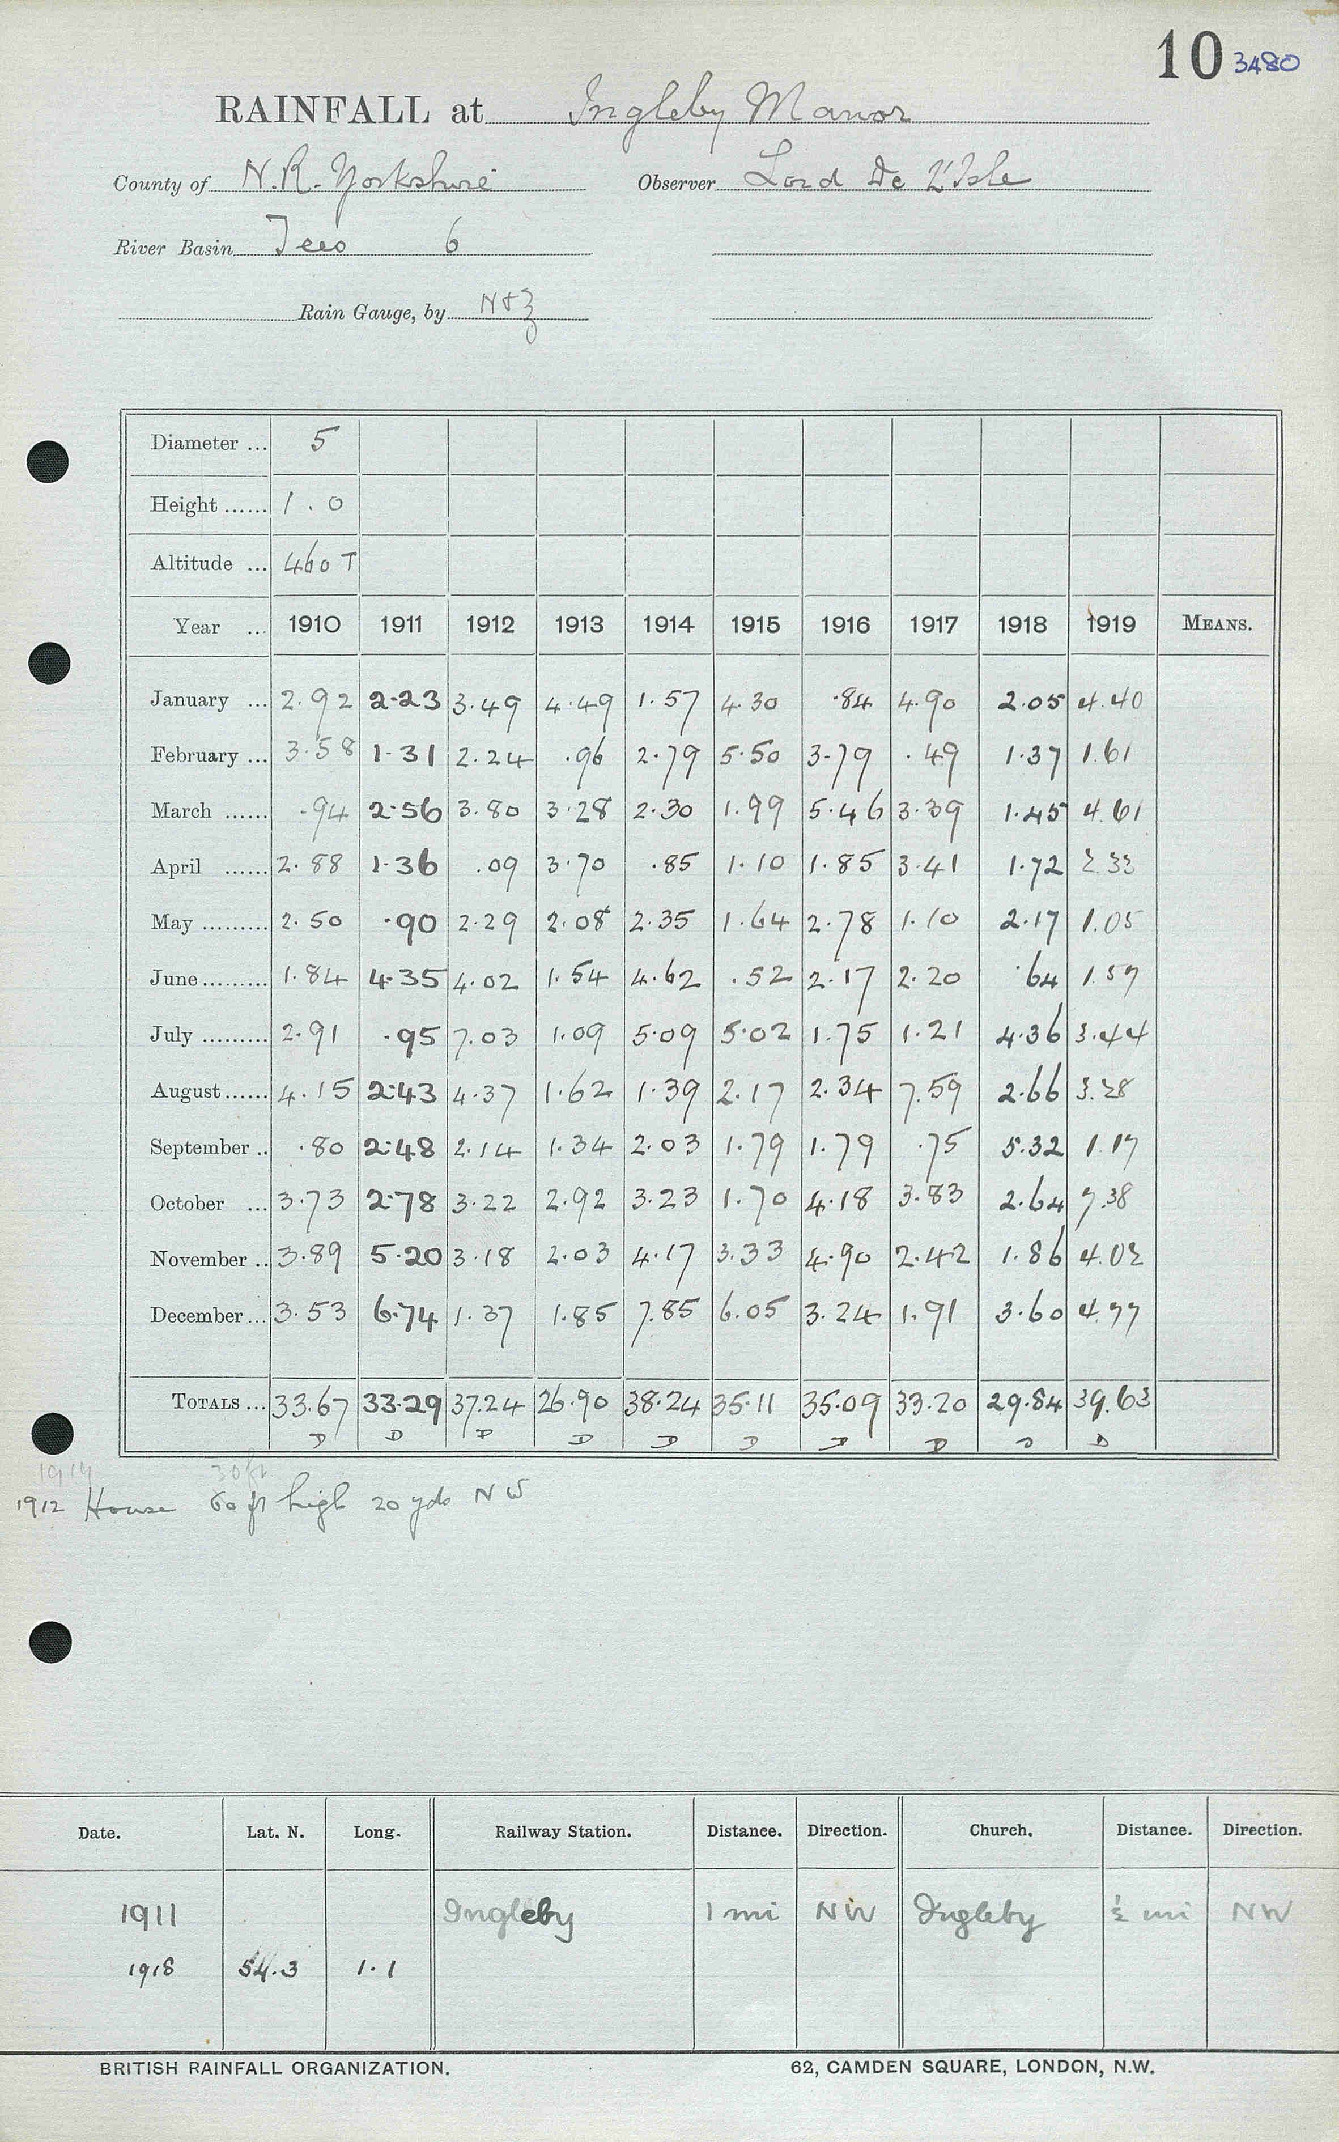 10 3480
RAINFALL at Ingleby Manor
County of N.R. Yorkshire Observer Lord De L'Isle
River Basin Tees 6
Rain Gauge, by N+Z
Diameter ... 5
Height ...... 1.0
Altitude ... 460 T
Year ... 1910 1911 1912 1913 1914 1915 1916 1917 1918 1919 MEANS.
January ... 2.92 2.23 3.49 4.49 1.57 4.30 .84 4.90 2.05 4.40
February ... 3.58 1.31 2.24 .96 2.79 5.50 3.79 .49 1.37 1.61
March ...... .94 2.56 3.80 3.28 2.30 1.99 5.46 3.39 1.45 4.61
April ...... 2.88 1.36 .09 3.70 .85 1.10 1.85 3.41 1.72 2.33
May ......... 2.50 .90 2.29 2.08 2.35 1.64 2.78 1.10 2.17 1.05
June ......... 1.84 4.35 4.02 1.54 4.62 .52 2.17 2.20 .64 1.57
July ......... 2.91 .95 7.03 1.09 5.09 5.02 1.75 1.21 4.36 3.44
August ...... 4.15 2.43 4.37 1.62 1.39 2.17 2.34 7.59 2.66 3.28
September .. .80 2.48 2.14 1.34 2.03 1.79 1.79 .75 5.32 1.17
October ... 3.73 2.78 3.22 2.92 3.23 1.70 4.18 3.83 2.64 7.38
November .. 3.89 5.20 3.18 2.03 4.17 3.33 4.90 2.42 1.86 4.02
December ... 3.53 6.74 1.37 1.85 7.85 6.05 3.24 1.91 3.60 4.77
TOTALS ... 33.67 33.29 37.24 26.90 38.24 35.11 35.09 33.20 29.84 39.63
D D D D D D D D D D
1914 30 ft
1912 House 60 ft high 20 yds NW
Date. Lat. N. Long. Railway Station. Distance. Direction. Church. Distance. Direction.
1911 Ingleby 1 mi NW Ingleby ½ mi NW
1918 54.3 1.1
BRITISH RAINFALL ORGANIZATION. 62, CAMDEN SQUARE, LONDON, N.W.